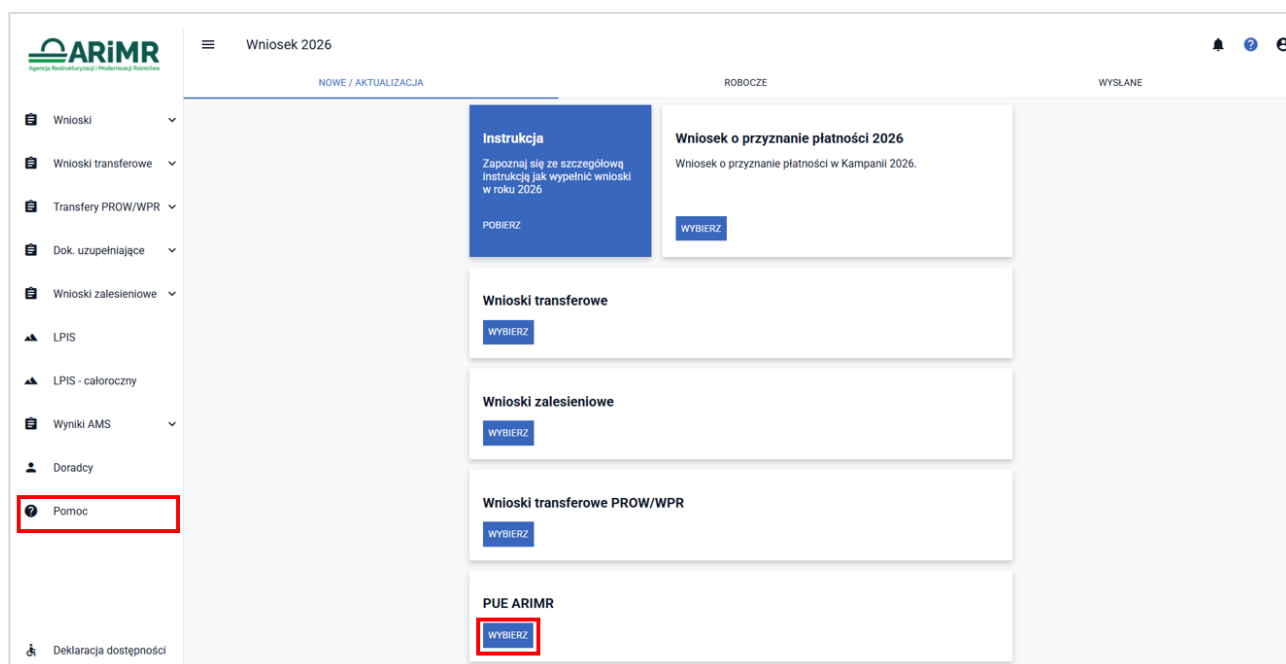 ARiMR
Agencja Restrukturyzacji i Modernizacji Rolnictwa
Wniosek 2026
NOWE / AKTUALIZACJA
ROBOCZE
WYSŁANE
Wnioski
Wnioski transferowe
Transfery PROW/WPR
Dok. uzupełniające
Wnioski zalesieniowe
LPIS
LPIS - całoroczny
Wyniki AMS
Doradcy
Pomoc
Deklaracja dostępności
Instrukcja
Zapoznaj się ze szczegółową
instrukcją jak wypełnić wnioski
w roku 2026
POBIERZ
Wniosek o przyznanie płatności 2026
Wniosek o przyznanie płatności w Kampanii 2026.
WYBIERZ
Wnioski transferowe
WYBIERZ
Wnioski zalesieniowe
WYBIERZ
Wnioski transferowe PROW/WPR
WYBIERZ
PUE ARIMR
WYBIERZ